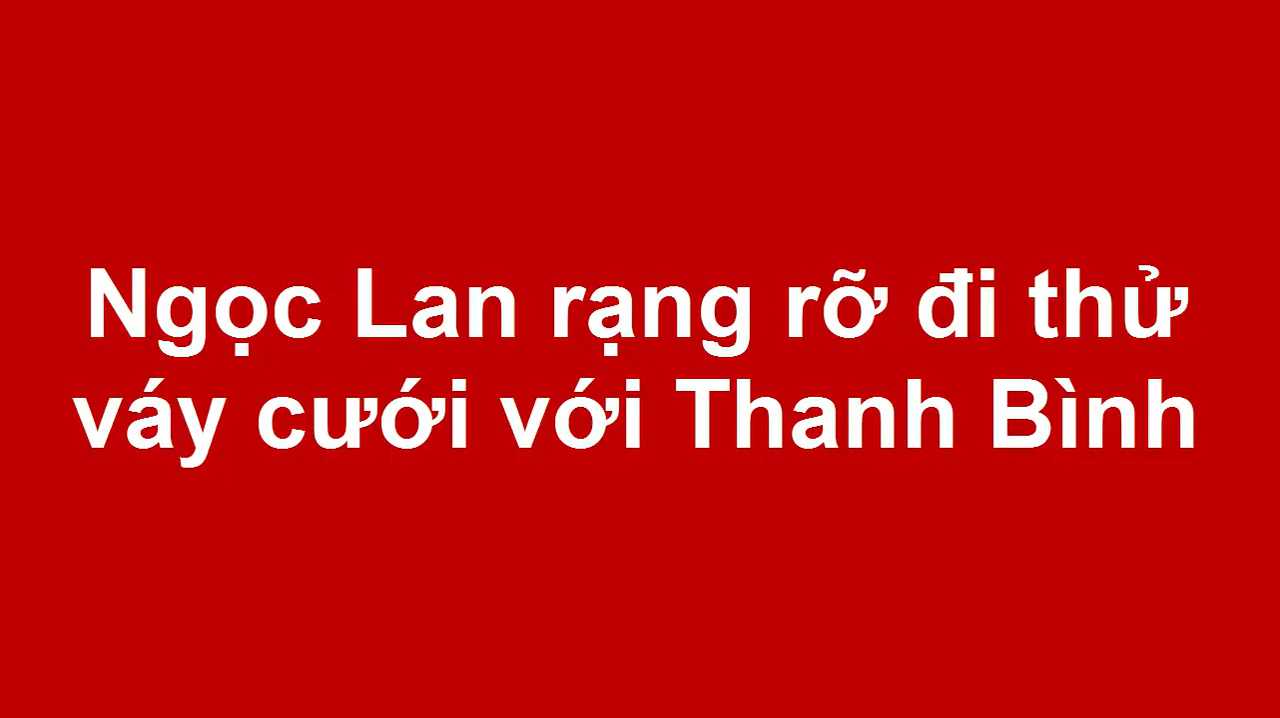 Ngọc Lan rạng rỡ đi thử
váy cưới với Thanh Bình